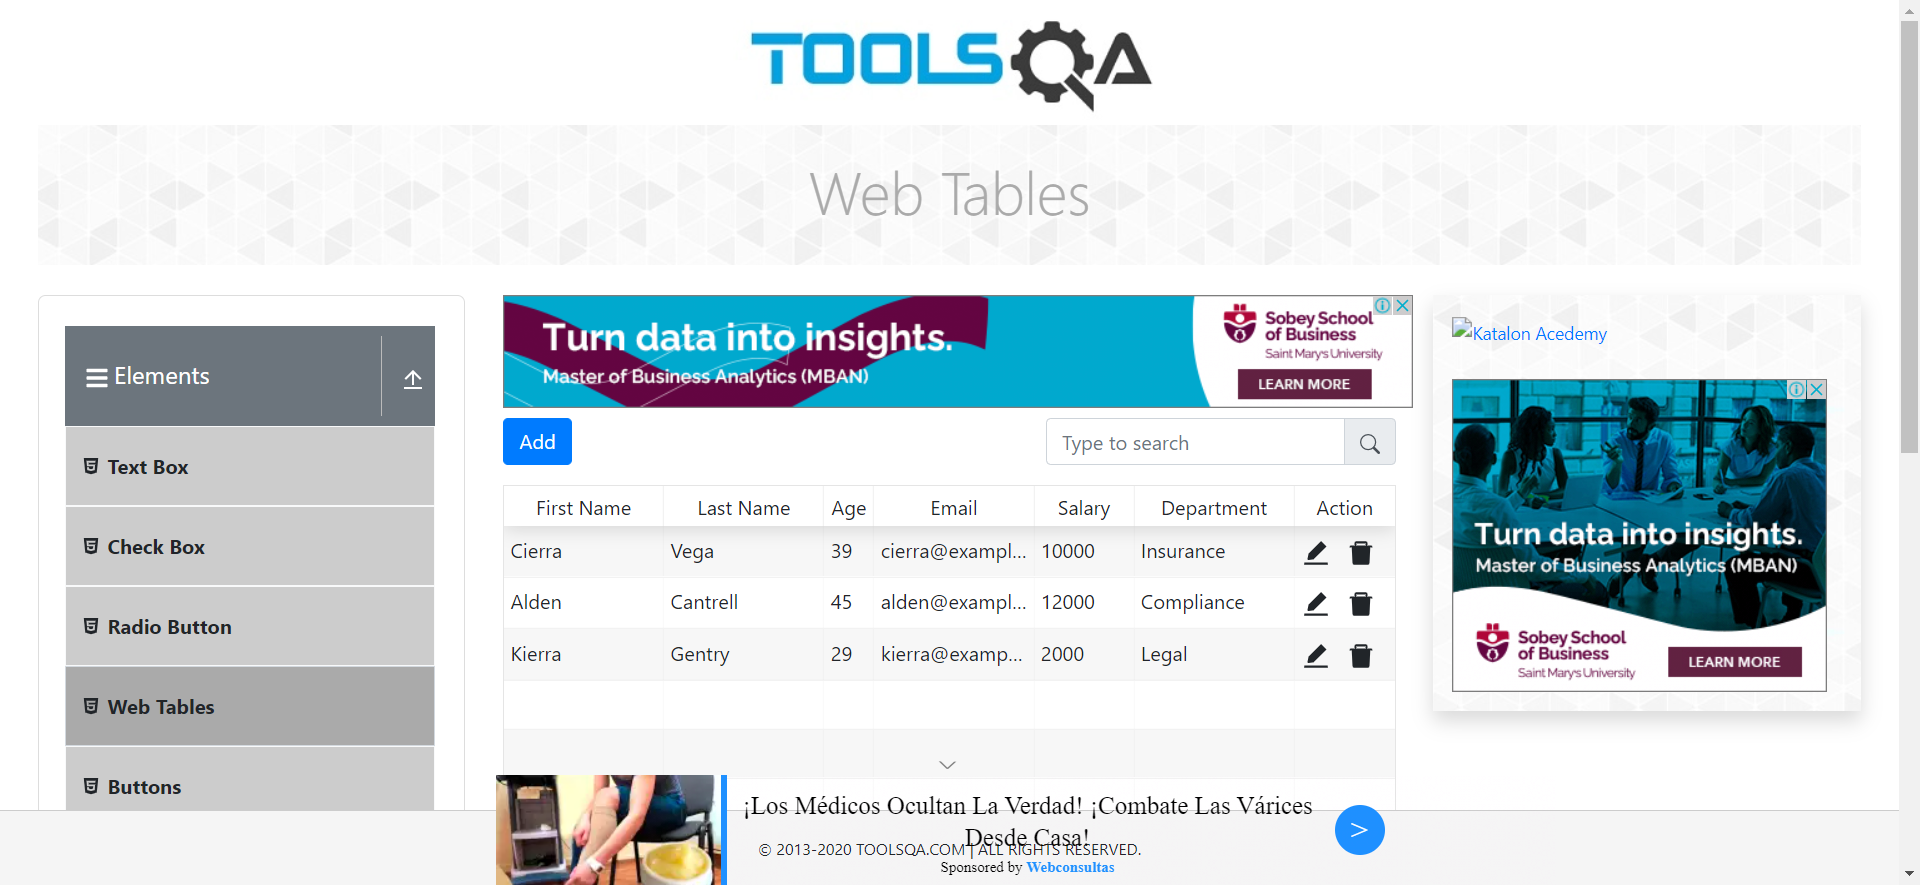 TOOLSQA
Web Tables
Elements
Text Box
Check Box
Radio Button
Web Tables
Buttons
Turn data into insights.
Master of Business Analytics (MBAN)
Sobey School
of Business
Saint Mary's University
LEARN MORE
Add
Type to search
First Name Last Name Age Email Salary Department Action
Cierra Vega 39 cierra@exampl... 10000 Insurance
Alden Cantrell 45 alden@exampl... 12000 Compliance
Kierra Gentry 29 kierra@examp... 2000 Legal
Katalon Acedemy
Turn data into insights.
Master of Business Analytics (MBAN)
Sobey School
of Business
Saint Mary's University
LEARN MORE
¡Los Médicos Ocultan La Verdad! ¡Combate Las Várices
Desde Casa!
© 2013-2020 TOOLSQA.COM | ALL RIGHTS RESERVED.
Sponsored by Webconsultas